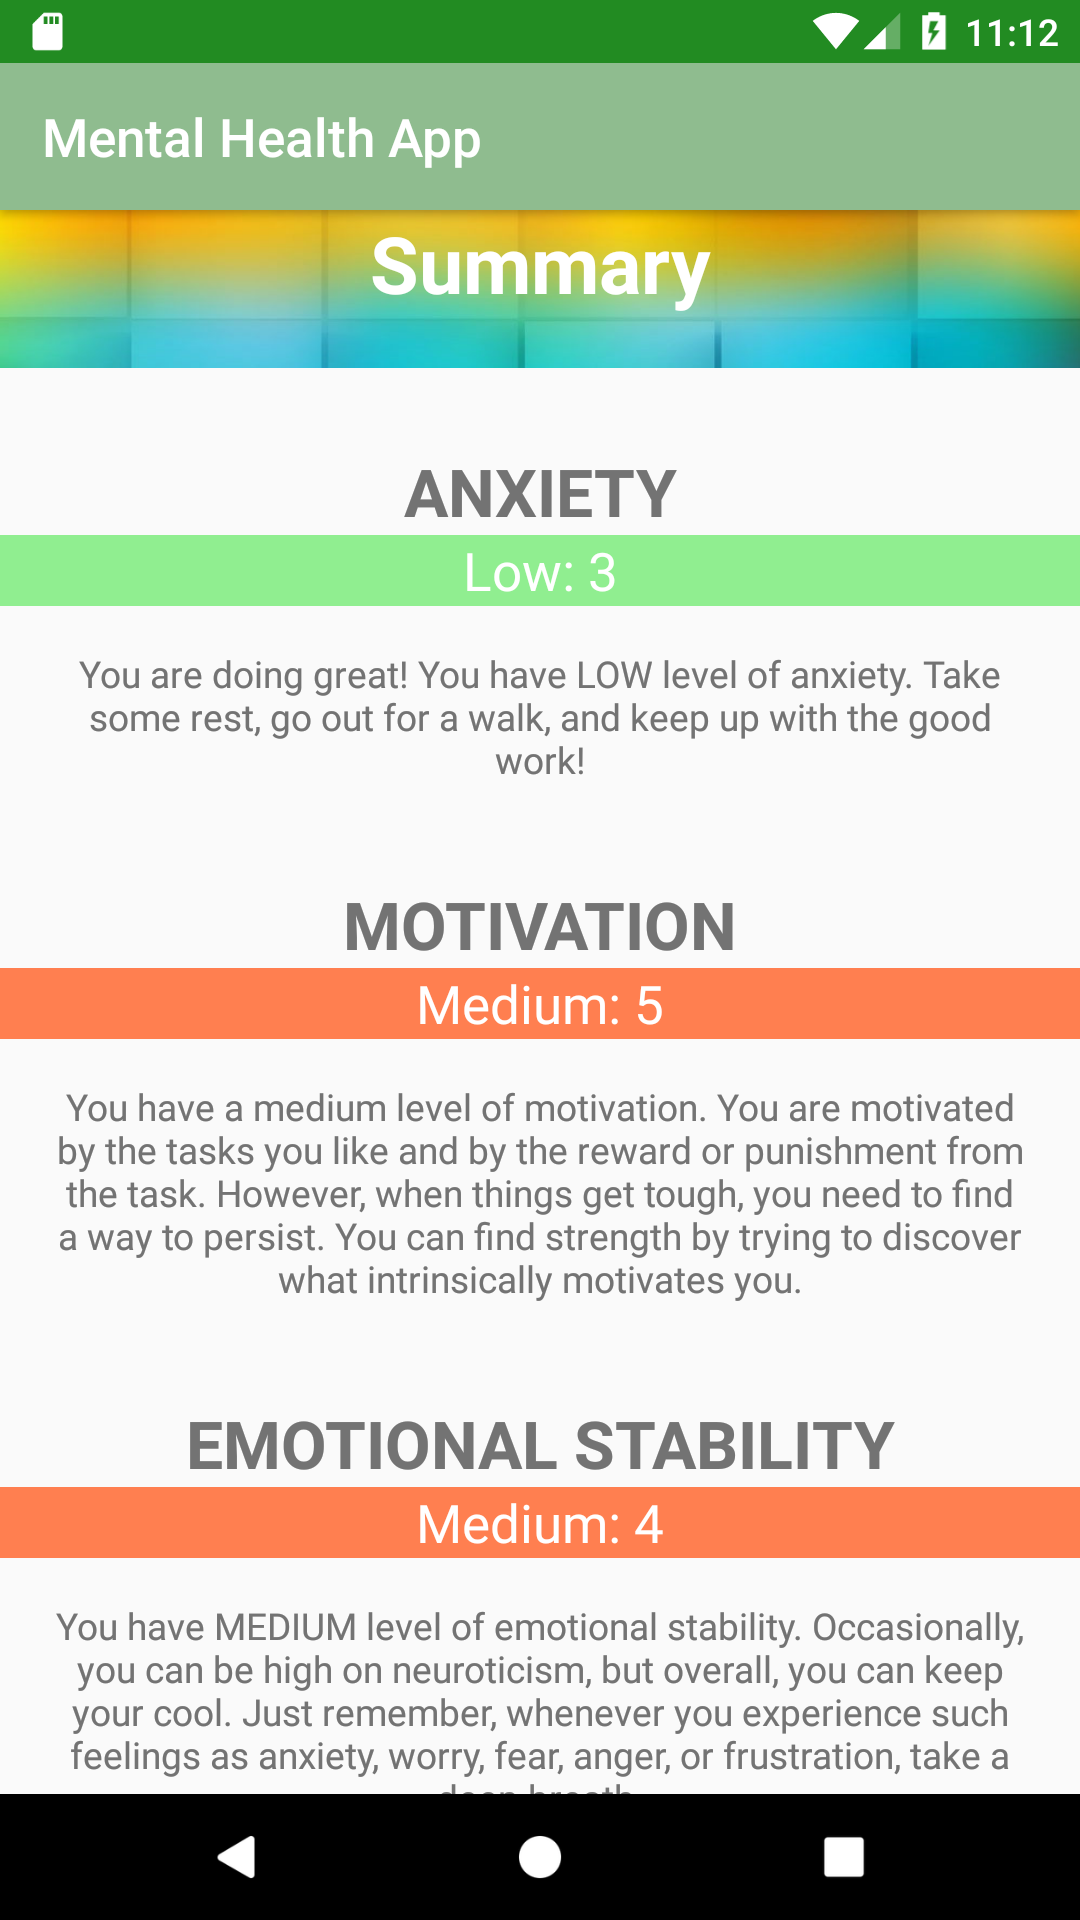 11:12
Mental Health App
Summary
ANXIETY
Low: 3
You are doing great! You have LOW level of anxiety. Take
some rest, go out for a walk, and keep up with the good
work!
MOTIVATION
Medium: 5
You have a medium level of motivation. You are motivated
by the tasks you like and by the reward or punishment from
the task. However, when things get tough, you need to find
a way to persist. You can find strength by trying to discover
what intrinsically motivates you.
EMOTIONAL STABILITY
Medium: 4
You have MEDIUM level of emotional stability. Occasionally,
you can be high on neuroticism, but overall, you can keep
your cool. Just remember, whenever you experience such
feelings as anxiety, worry, fear, anger, or frustration, take a
deep breath